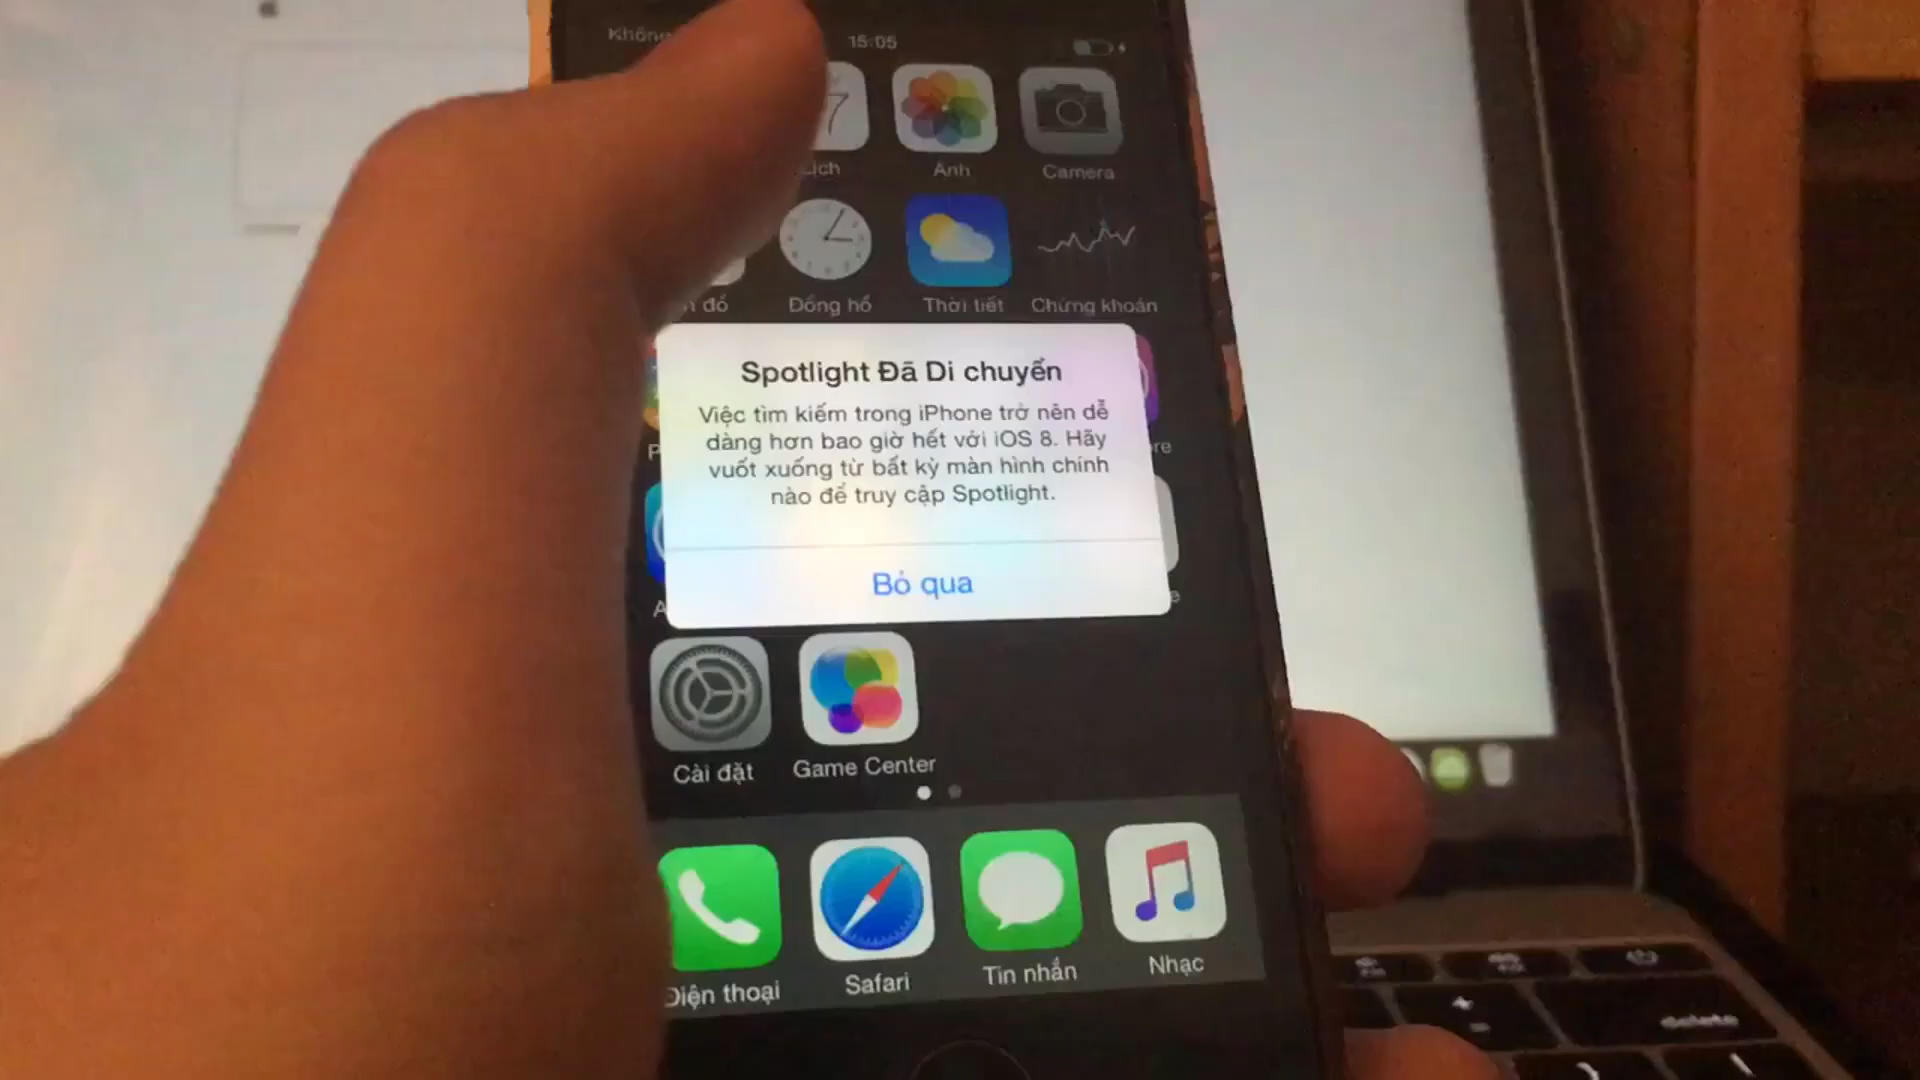 15:05
Ảnh
Camera
đồ
Đồng hồ
Thời tiết
Chứng khoán
Spotlight Đã Di chuyển
Việc tìm kiếm trong iPhone trở nên dễ
dàng hơn bao giờ hết với iOS 8. Hãy
vuốt xuống từ bất kỳ màn hình chính
nào để truy cập Spotlight.
Bỏ qua
Cài đặt
Game Center
Điện thoại
Safari
Tin nhắn
Nhạc
delete